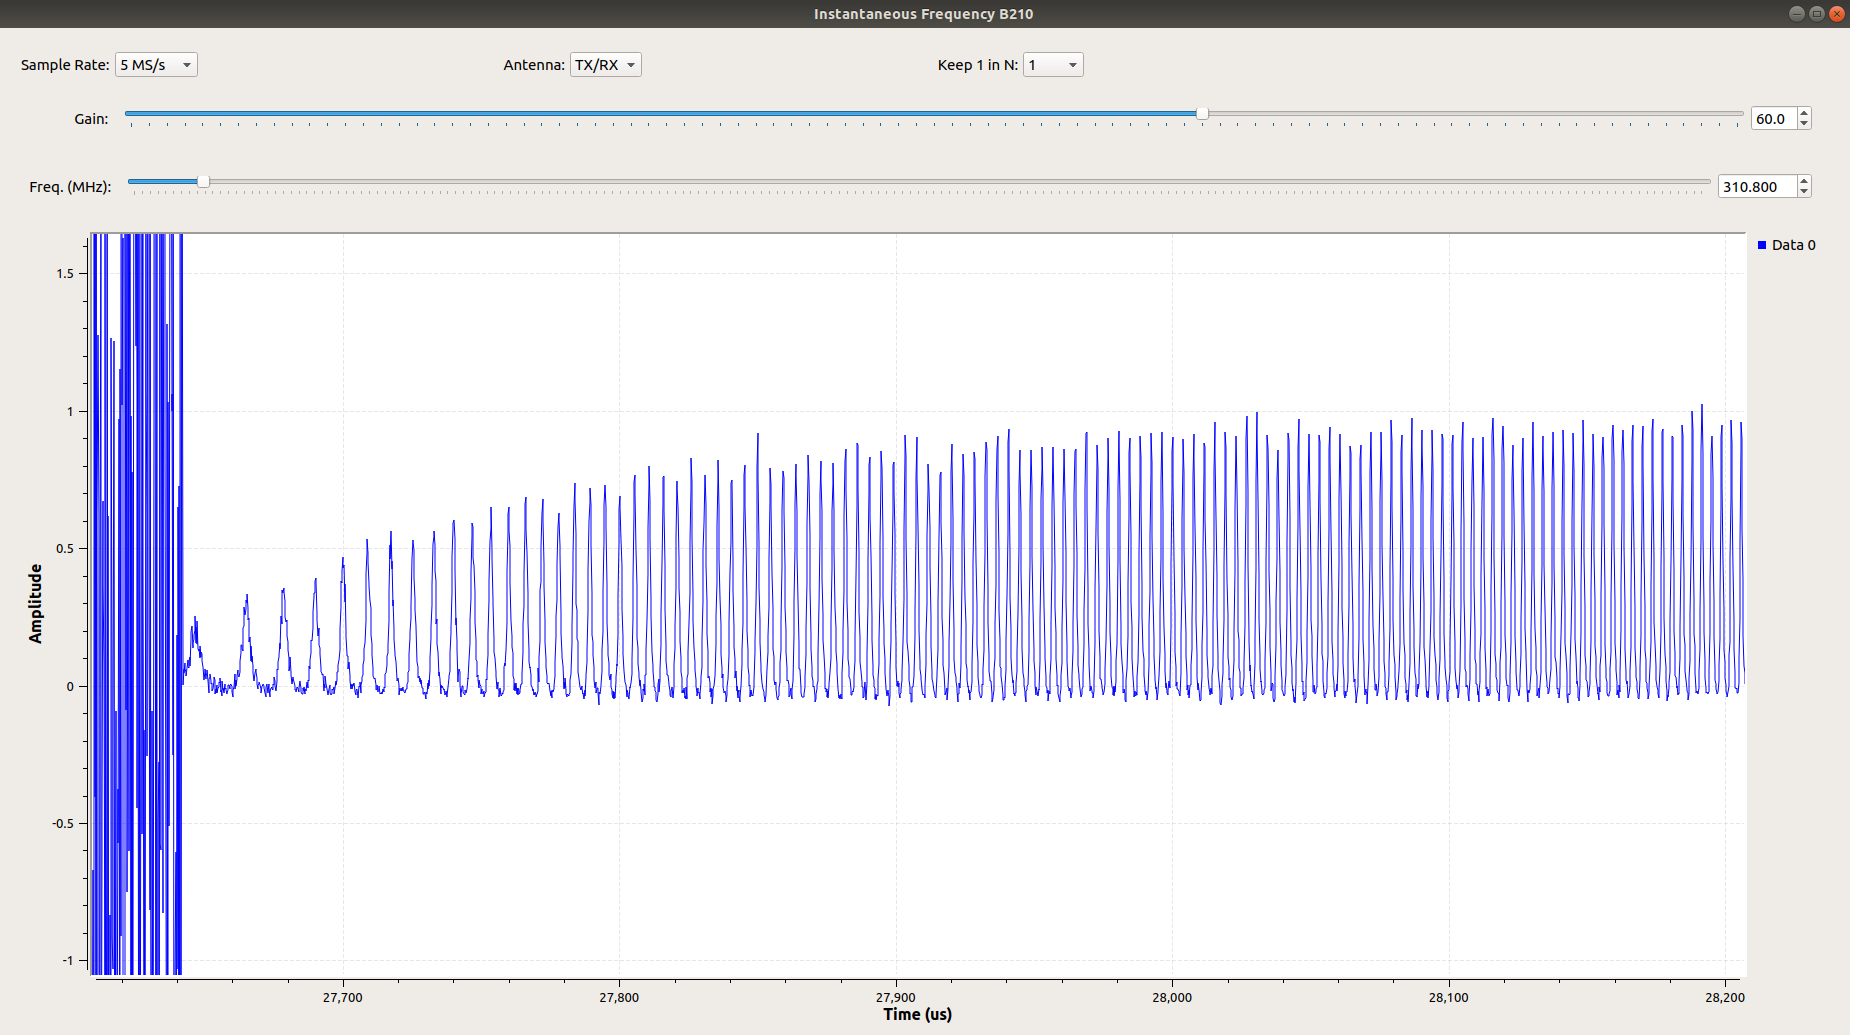 Instantaneous Frequency B210
Sample Rate: 5 MS/s Antenna: TX/RX Keep 1 in N: 1
Gain: 60.0
Freq. (MHz): 310.800
Data 0
1.5
1
0.5
0
-0.5
-1
Amplitude
27,700 27,800 27,900 28,000 28,100 28,200
Time (us)